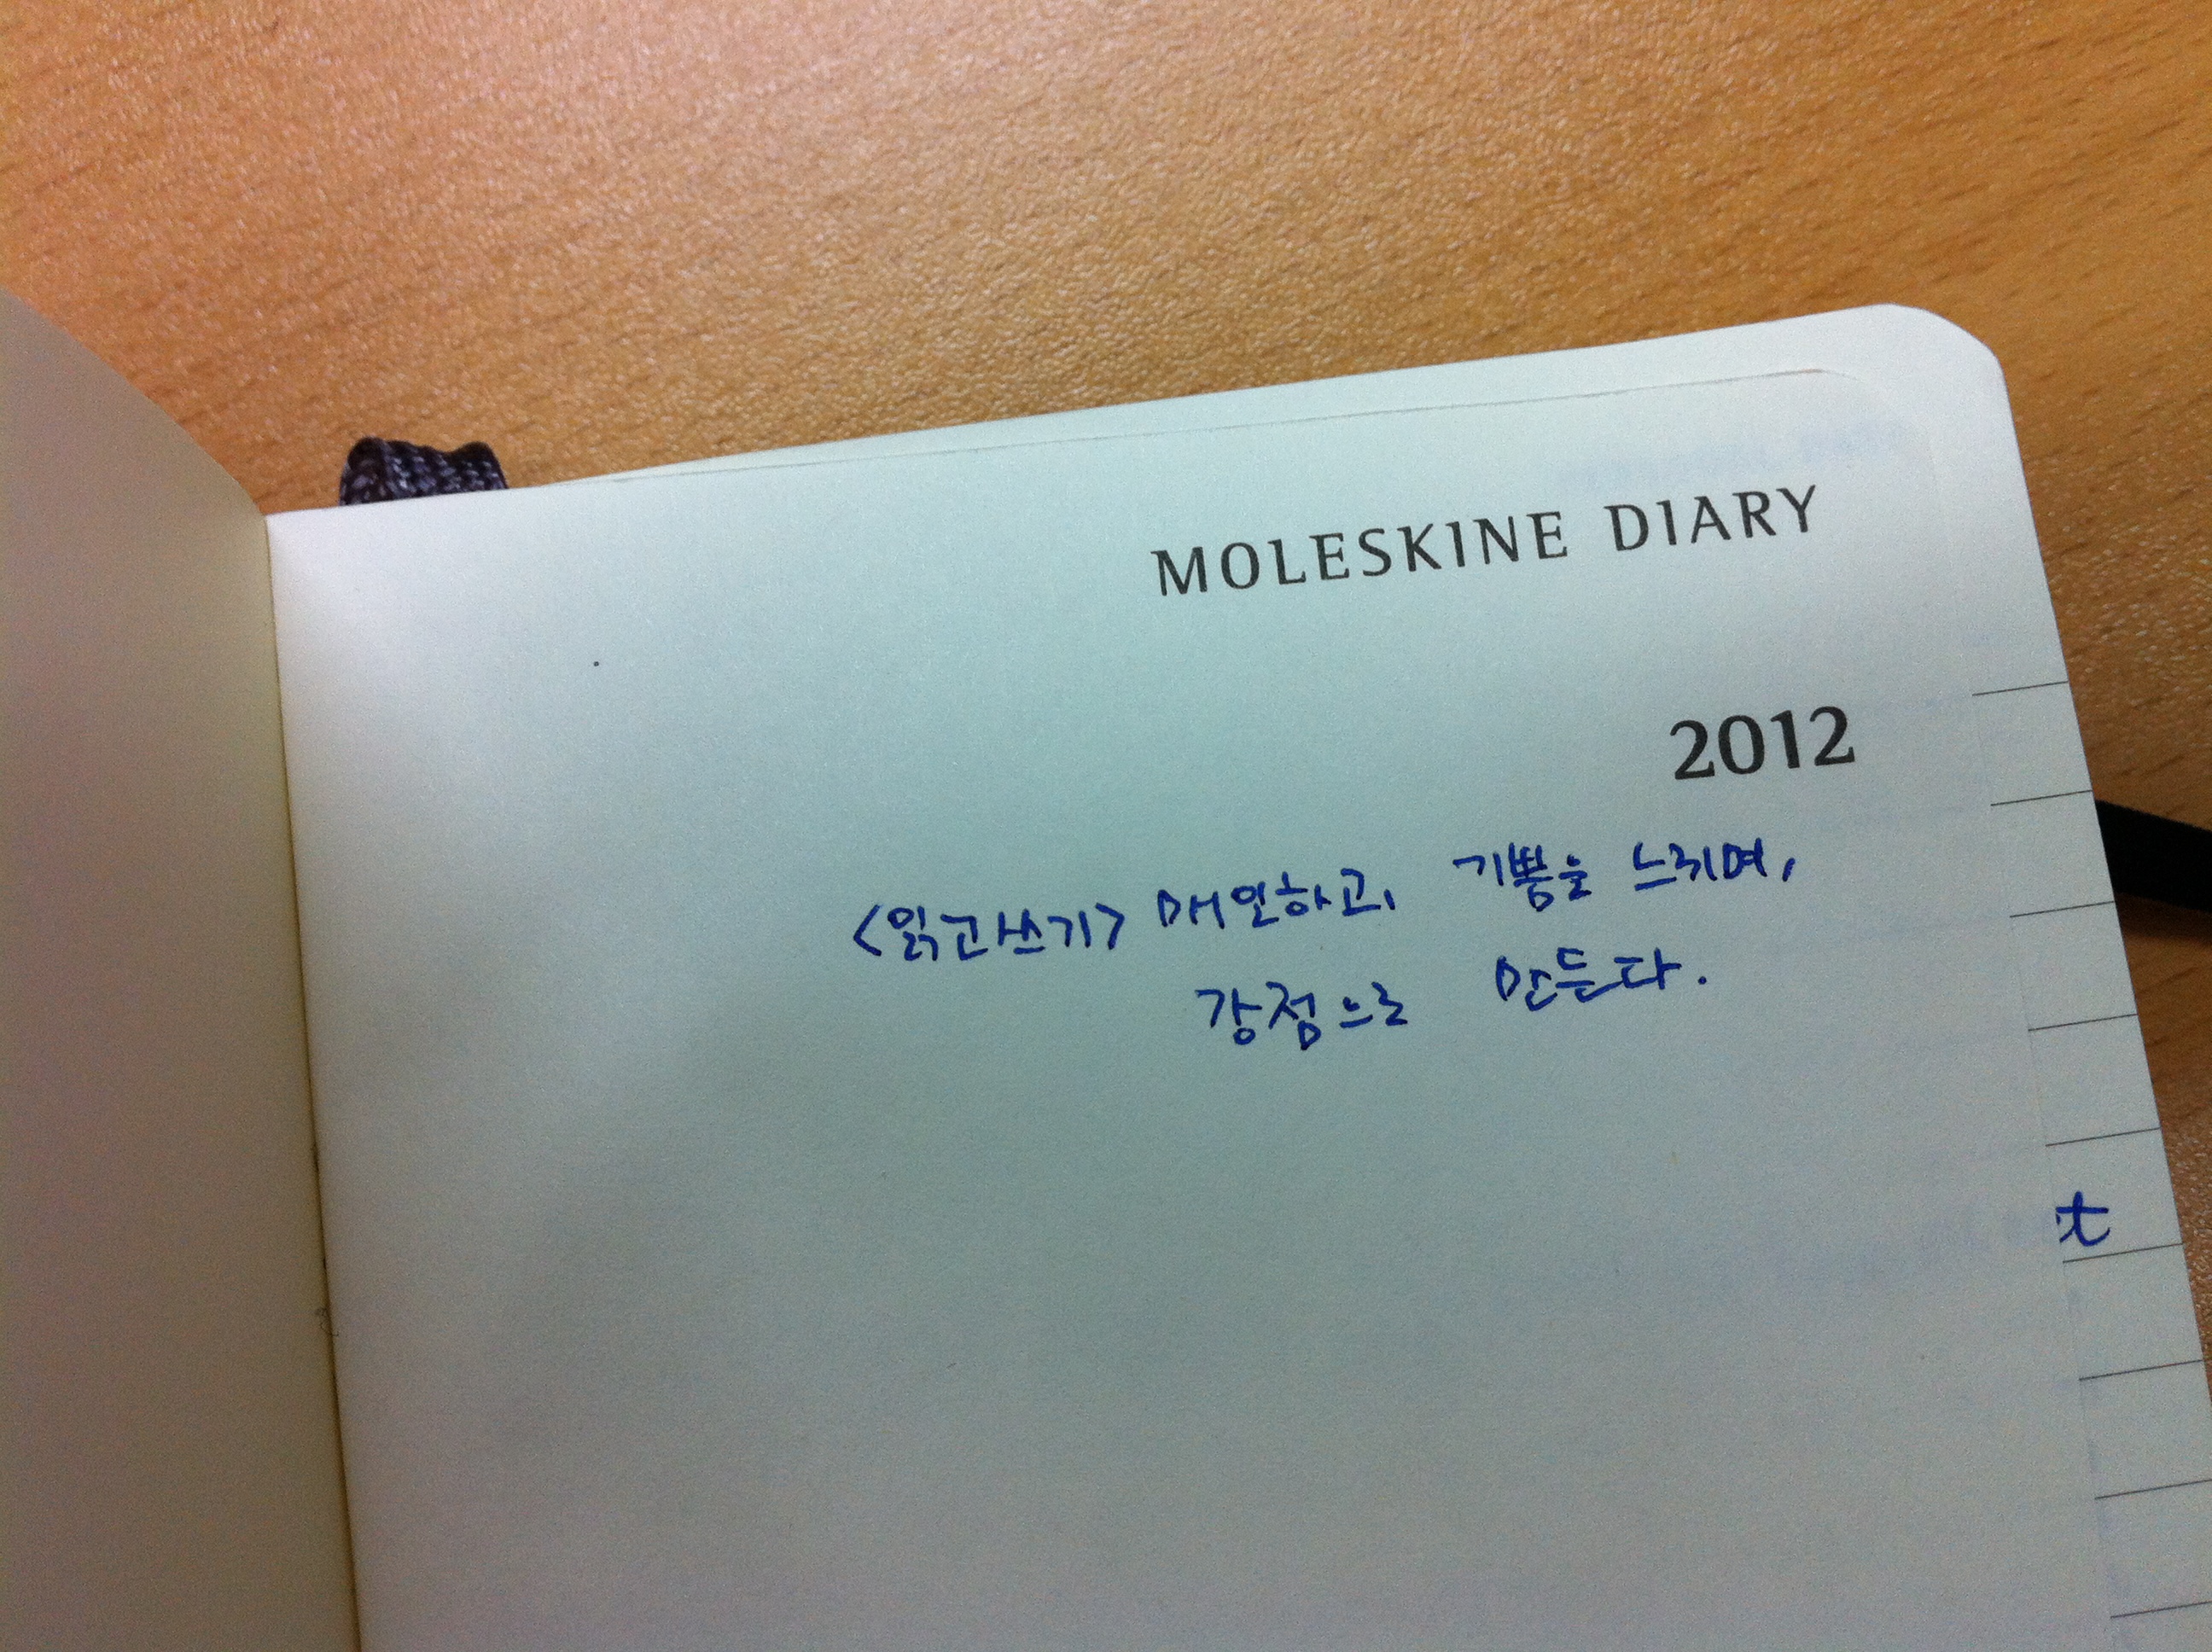 MOLESKINE DIARY
2012
<읽고쓰기> 매일하고, 기쁨을 느끼며,
강점으로 만든다.
t